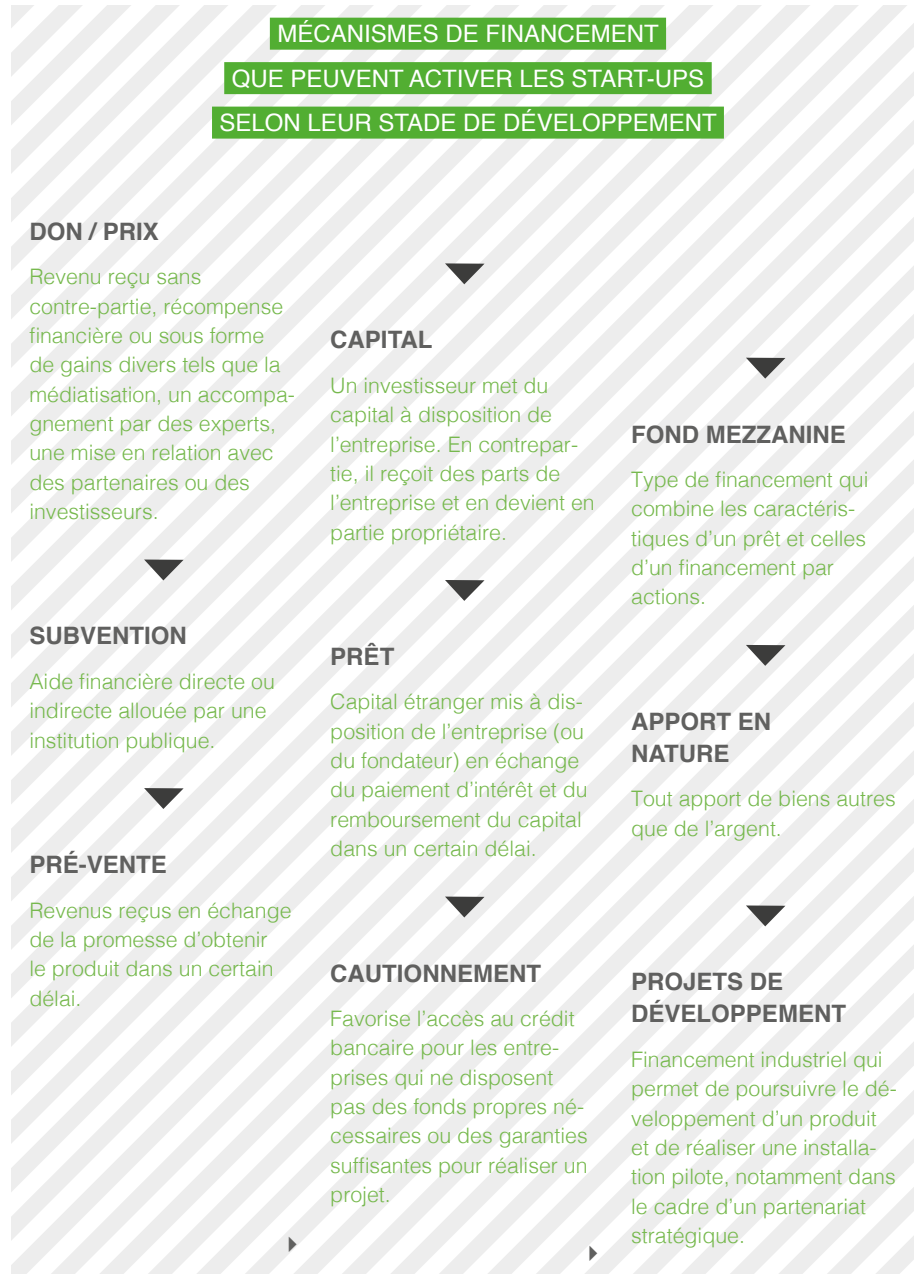 MÉCANISMES DE FINANCEMENT
QUE PEUVENT ACTIVER LES START-UPS
SELON LEUR STADE DE DÉVELOPPEMENT
DON / PRIX
Revenu reçu sans
contre-partie, récompense
financière ou sous forme
de gains divers tels que la
médiatisation, un accompa-
gnement par des experts,
une mise en relation avec
des partenaires ou des
investisseurs.
SUBVENTION
Aide financière directe ou
indirecte allouée par une
institution publique.
PRÉ-VENTE
Revenus reçus en échange
de la promesse d'obtenir
le produit dans un certain
délai.
CAPITAL
Un investisseur met du
capital à disposition de
l'entreprise. En contrepar-
tie, il reçoit des parts de
l'entreprise et en devient en
partie propriétaire.
PRÊT
Capital étranger mis à dis-
position de l'entreprise (ou
du fondateur) en échange
du paiement d'intérêt et du
remboursement du capital
dans un certain délai.
CAUTIONNEMENT
Favorise l'accès au crédit
bancaire pour les entre-
prises qui ne disposent
pas des fonds propres né-
cessaires ou des garanties
suffisantes pour réaliser un
projet.
FOND MEZZANINE
Type de financement qui
combine les caractéris-
tiques d'un prêt et celles
d'un financement par
actions.
APPORT EN
NATURE
Tout apport de biens autres
que de l'argent.
PROJETS DE
DÉVELOPPEMENT
Financement industriel qui
permet de poursuivre le dé-
veloppement d'un produit
et de réaliser une installa-
tion pilote, notamment dans
le cadre d'un partenariat
stratégique.